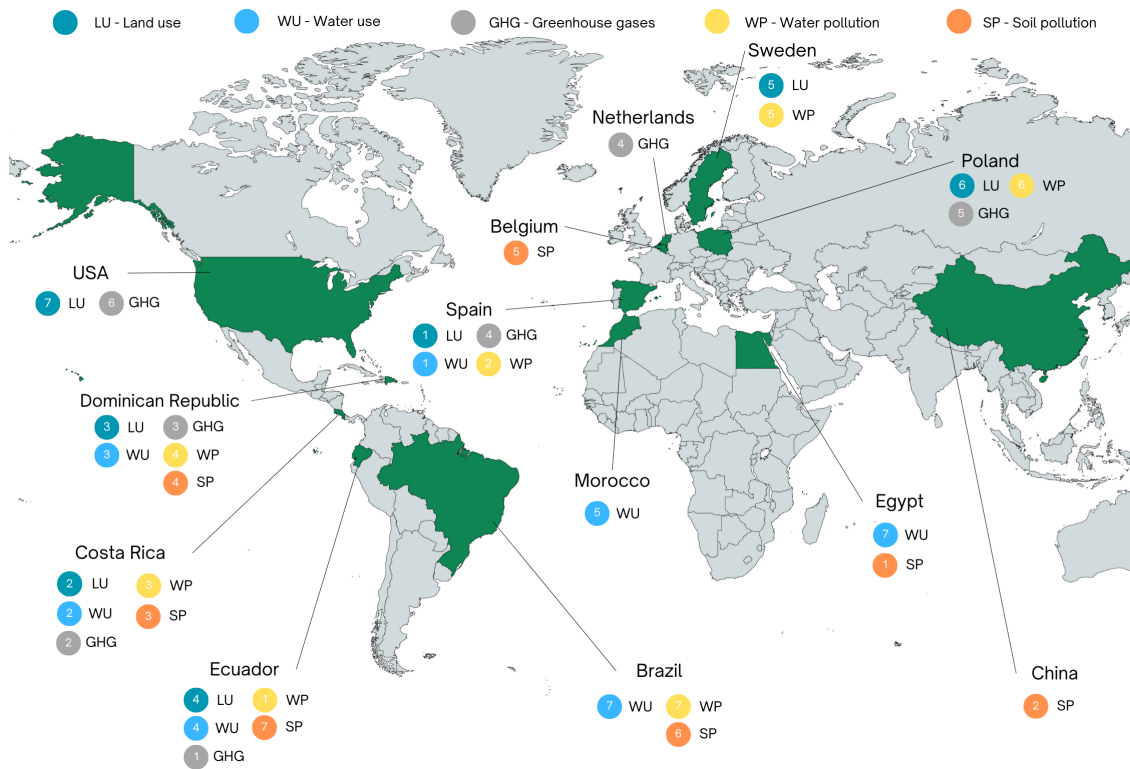 LU - Land use
WU - Water use
GHG - Greenhouse gases
WP - Water pollution
SP - Soil pollution
Sweden
5 LU
5 WP
Netherlands
4 GHG
Poland
6 LU 6 WP
5 GHG
Belgium
5 SP
USA
7 LU 6 GHG
Spain
1 LU 4 GHG
1 WU 2 WP
Dominican Republic
3 LU 3 GHG
3 WU 4 WP
4 SP
Morocco
5 WU
Egypt
7 WU
1 SP
Costa Rica
2 LU 3 WP
2 WU 3 SP
2 GHG
Ecuador
4 LU 1 WP
4 WU 7 SP
1 GHG
Brazil
7 WU 7 WP
6 SP
China
2 SP